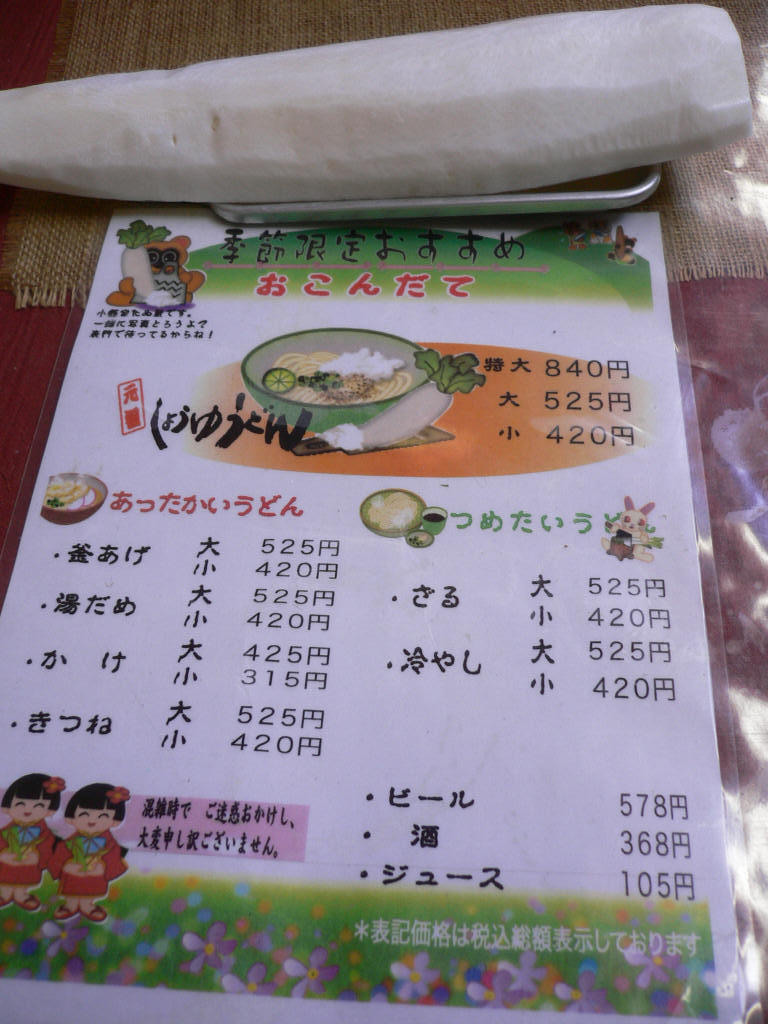 季節限定おすすめ
おこんだて
一緒に写真とろうよ?
表門で待ってるからね!
元祖
しょうゆうどん
特大 840円
大 525円
小 420円
あったかいうどん
・釜あげ 大 525円
小 420円
・湯だめ 大 525円
小 420円
・かけ 大 425円
小 315円
・きつね 大 525円
小 420円
つめたいうどん
・ざる 大 525円
小 420円
・冷やし 大 525円
小 420円
・ビール 578円
・酒 368円
・ジュース 105円
混雑時で ご迷惑おかけし、
大変申し訳ございません。
*表記価格は税込総額表示しております